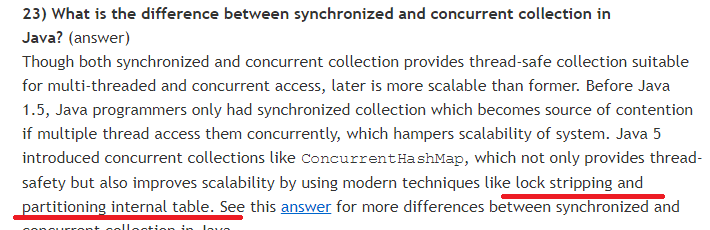 23) What is the difference between synchronized and concurrent collection in
Java? (answer)
Though both synchronized and concurrent collection provides thread-safe collection suitable
for multi-threaded and concurrent access, later is more scalable than former. Before Java
1.5, Java programmers only had synchronized collection which becomes source of contention
if multiple thread access them concurrently, which hampers scalability of system. Java 5
introduced concurrent collections like ConcurrentHashMap, which not only provides thread-
safety but also improves scalability by using modern techniques like lock stripping and
partitioning internal table. See this answer for more differences between synchronized and
concurrent collection in Java